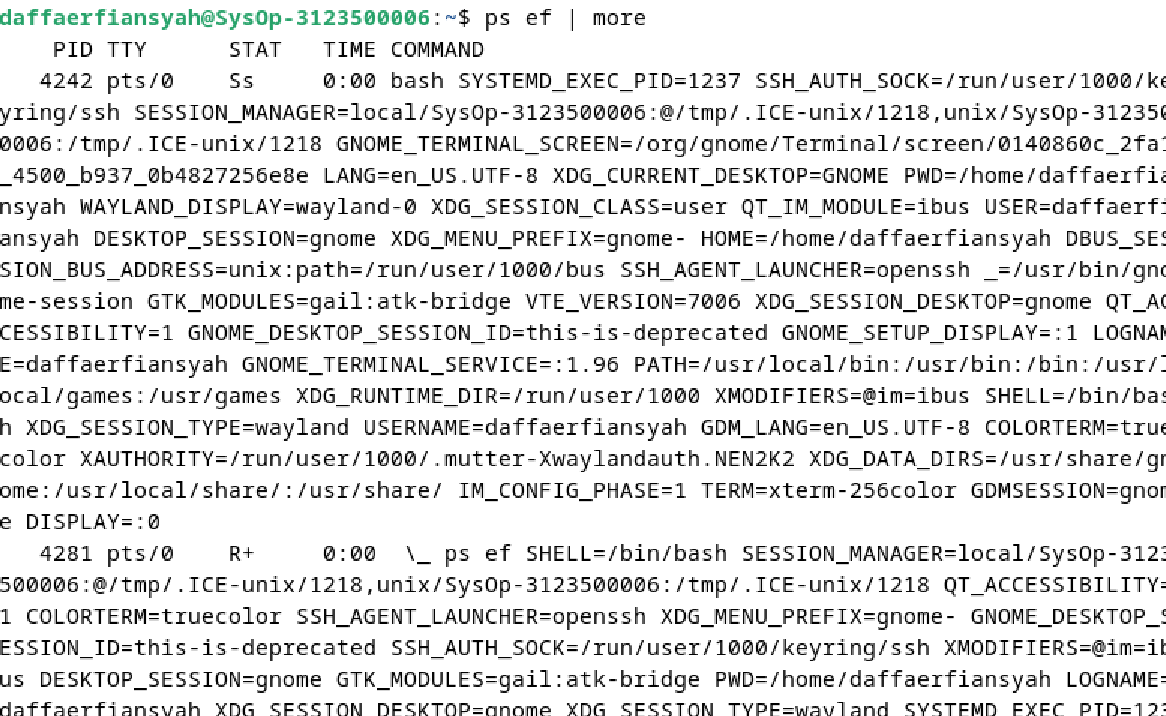 daffaerfiansyah@SysOp-3123500006:~$ ps ef | more
    PID TTY      STAT   TIME COMMAND
   4242 pts/0    Ss     0:00 bash SYSTEMD_EXEC_PID=1237 SSH_AUTH_SOCK=/run/user/1000/ke
yring/ssh SESSION_MANAGER=local/SysOp-3123500006:@/tmp/.ICE-unix/1218,unix/SysOp-312350
0006:/tmp/.ICE-unix/1218 GNOME_TERMINAL_SCREEN=/org/gnome/Terminal/screen/0140860c_2fa1
_4500_b937_0b4827256e8e LANG=en_US.UTF-8 XDG_CURRENT_DESKTOP=GNOME PWD=/home/daffaerfia
nsyah WAYLAND_DISPLAY=wayland-0 XDG_SESSION_CLASS=user QT_IM_MODULE=ibus USER=daffaerfi
ansyah DESKTOP_SESSION=gnome XDG_MENU_PREFIX=gnome- HOME=/home/daffaerfiansyah DBUS_SES
SION_BUS_ADDRESS=unix:path=/run/user/1000/bus SSH_AGENT_LAUNCHER=openssh _=/usr/bin/gno
me-session GTK_MODULES=gail:atk-bridge VTE_VERSION=7006 XDG_SESSION_DESKTOP=gnome QT_AC
CESSIBILITY=1 GNOME_DESKTOP_SESSION_ID=this-is-deprecated GNOME_SETUP_DISPLAY=:1 LOGNAM
E=daffaerfiansyah GNOME_TERMINAL_SERVICE=:1.96 PATH=/usr/local/bin:/usr/bin:/bin:/usr/l
ocal/games:/usr/games XDG_RUNTIME_DIR=/run/user/1000 XMODIFIERS=@im=ibus SHELL=/bin/bas
h XDG_SESSION_TYPE=wayland USERNAME=daffaerfiansyah GDM_LANG=en_US.UTF-8 COLORTERM=true
color XAUTHORITY=/run/user/1000/.mutter-Xwaylandauth.NEN2K2 XDG_DATA_DIRS=/usr/share/gn
ome:/usr/local/share/:/usr/share/ IM_CONFIG_PHASE=1 TERM=xterm-256color GDMSESSION=gnom
e DISPLAY=:0
   4281 pts/0    R+     0:00  \_ ps ef SHELL=/bin/bash SESSION_MANAGER=local/SysOp-3123
500006:@/tmp/.ICE-unix/1218,unix/SysOp-3123500006:/tmp/.ICE-unix/1218 QT_ACCESSIBILITY=
1 COLORTERM=truecolor SSH_AGENT_LAUNCHER=openssh XDG_MENU_PREFIX=gnome- GNOME_DESKTOP_S
ESSION_ID=this-is-deprecated SSH_AUTH_SOCK=/run/user/1000/keyring/ssh XMODIFIERS=@im=ib
us DESKTOP_SESSION=gnome GTK_MODULES=gail:atk-bridge PWD=/home/daffaerfiansyah LOGNAME=
daffaerfiansyah XDG_SESSION_DESKTOP=gnome XDG_SESSION_TYPE=wayland SYSTEMD_EXEC_PID=123